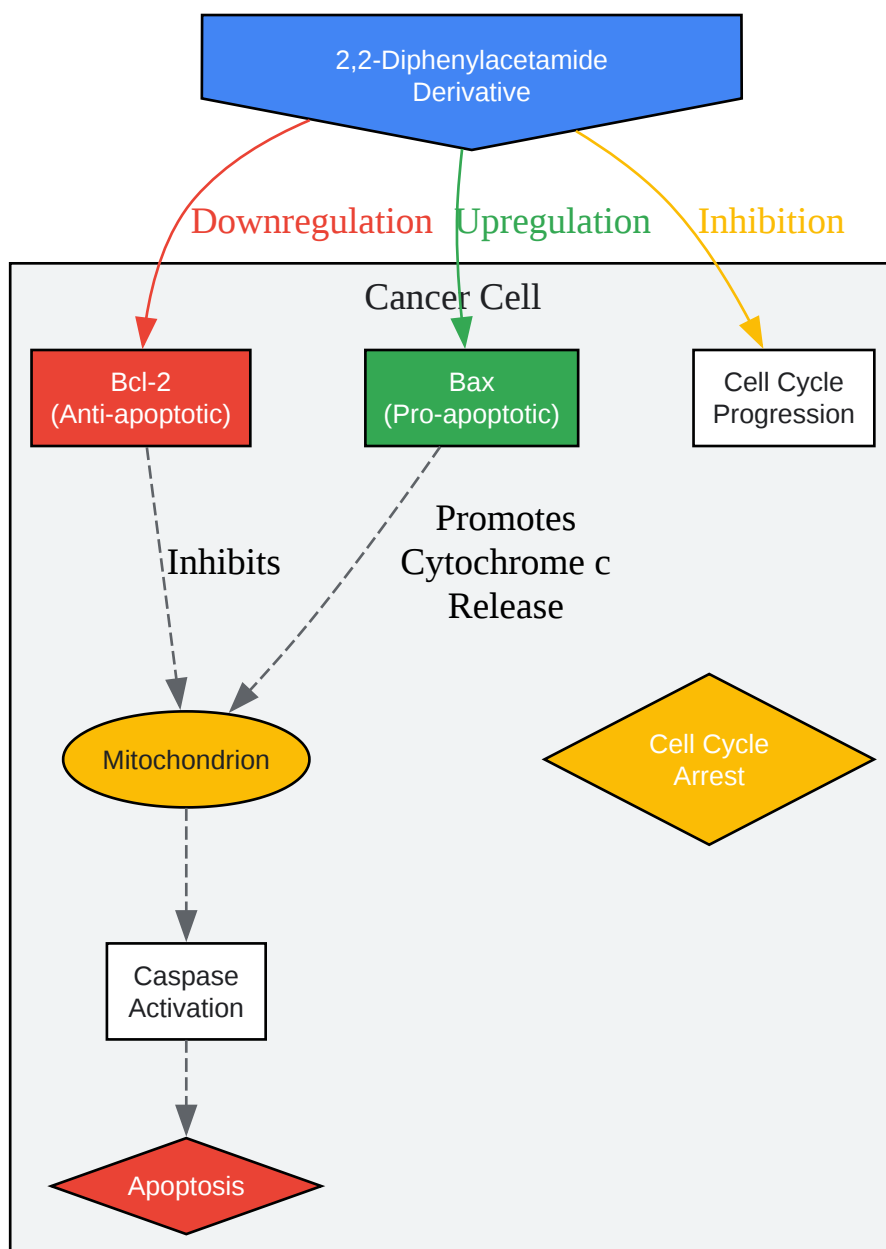 2,2-Diphenylacetamide
Derivative
Downregulation
Upregulation
Inhibition
Cancer Cell
Bcl-2
(Anti-apoptotic)
Bax
(Pro-apoptotic)
Cell Cycle
Progression
Inhibits
Promotes
Cytochrome c
Release
Mitochondrion
Cell Cycle
Arrest
Caspase
Activation
Apoptosis